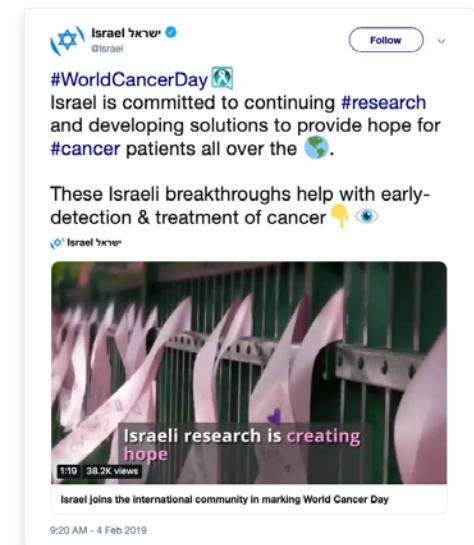 Israel ישראל
@Israel
Follow
#WorldCancerDay
Israel is committed to continuing #research
and developing solutions to provide hope for
#cancer patients all over the 🌎.
These Israeli breakthroughs help with early-
detection & treatment of cancer👇 👁️
Israel ישראל
Israeli research is creating
hope
1:19 38.2K views
Israel joins the international community in marking World Cancer Day
9:20 AM - 4 Feb 2019